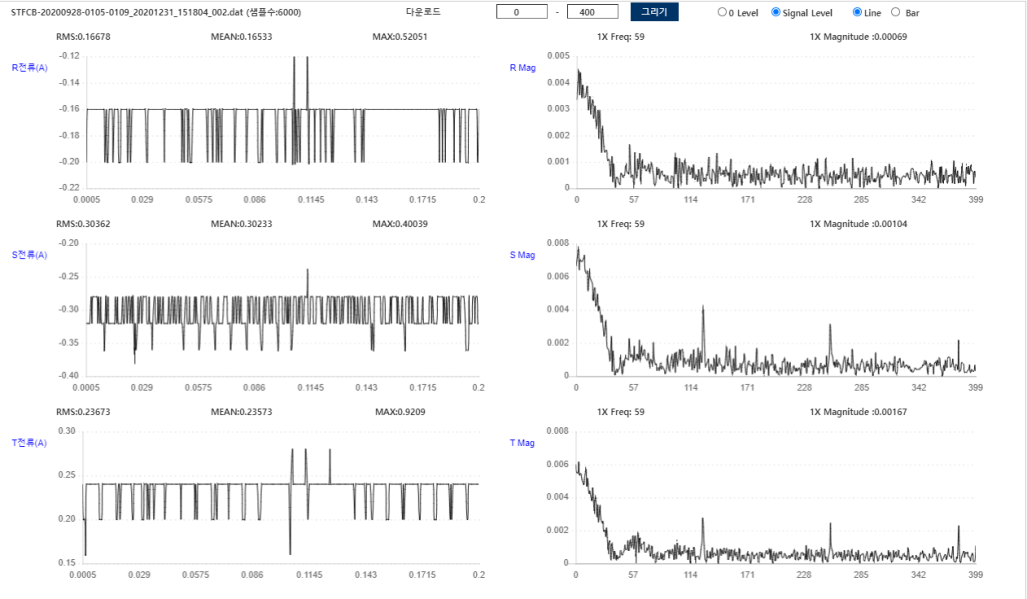 STFCB-20200928-0105-0109_20201231_151804_002.dat (샘플수:6000) 다운로드 0 - 400 그리기 0 Level Signal Level Line Bar
RMS:0.16678 MEAN:0.16533 MAX:0.52051 1X Freq: 59 1X Magnitude :0.00069
R전류(A)
-0.12
-0.14
-0.16
-0.18
-0.20
-0.22
0.0005 0.029 0.0575 0.086 0.1145 0.143 0.1715 0.2
R Mag
0.005
0.004
0.003
0.002
0.001
0
0 57 114 171 228 285 342 399
RMS:0.30362 MEAN:0.30233 MAX:0.40039 1X Freq: 59 1X Magnitude :0.00104
S전류(A)
-0.20
-0.25
-0.30
-0.35
-0.40
0.0005 0.029 0.0575 0.086 0.1145 0.143 0.1715 0.2
S Mag
0.008
0.006
0.004
0.002
0
0 57 114 171 228 285 342 399
RMS:0.23673 MEAN:0.23573 MAX:0.9209 1X Freq: 59 1X Magnitude :0.00167
T전류(A)
0.30
0.25
0.20
0.15
0.0005 0.029 0.0575 0.086 0.1145 0.143 0.1715 0.2
T Mag
0.008
0.006
0.004
0.002
0
0 57 114 171 228 285 342 399